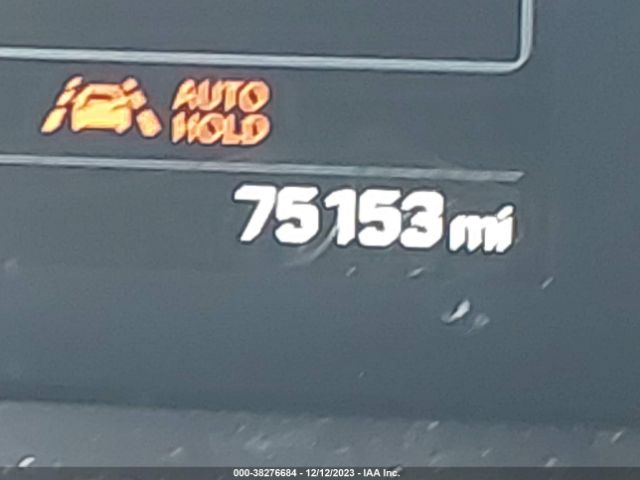 AUTO
HOLD
75153 mi
000-38276684 - 12/12/2023 - IAA Inc.